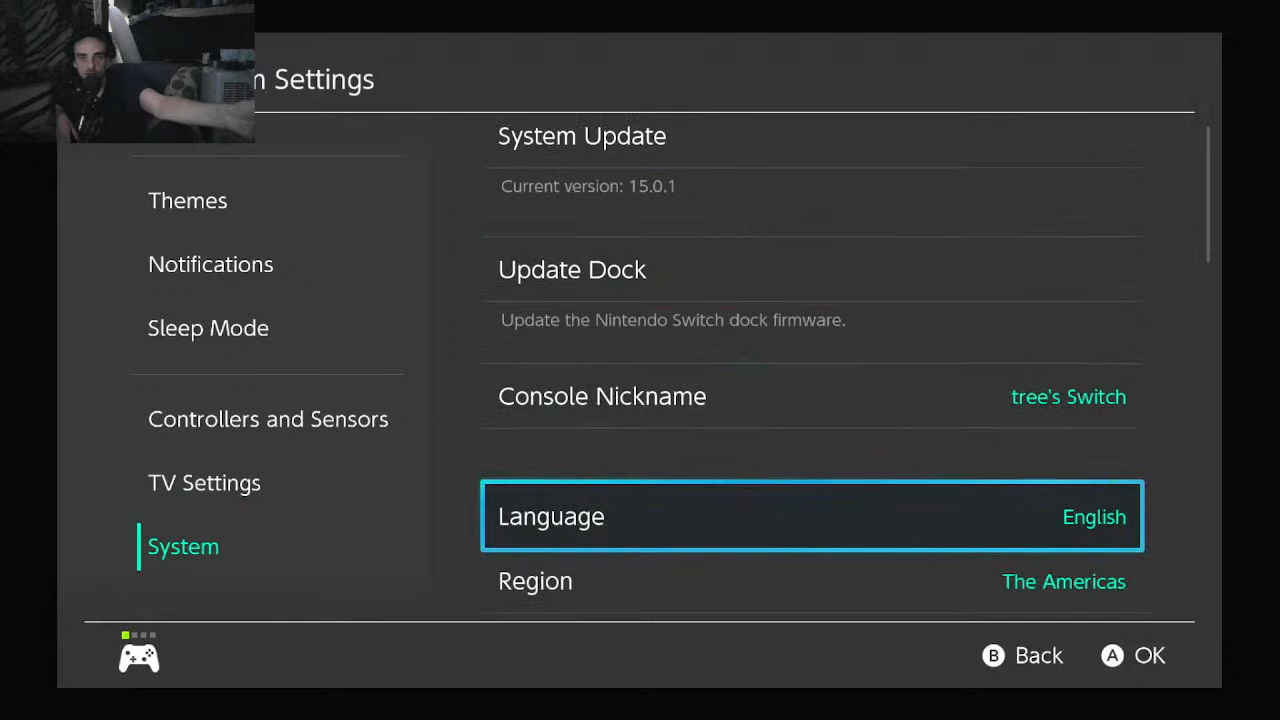 m Settings
Themes
Notifications
Sleep Mode
Controllers and Sensors
TV Settings
System
System Update
Current version: 15.0.1
Update Dock
Update the Nintendo Switch dock firmware.
Console Nickname tree's Switch
Language English
Region The Americas
B Back A OK